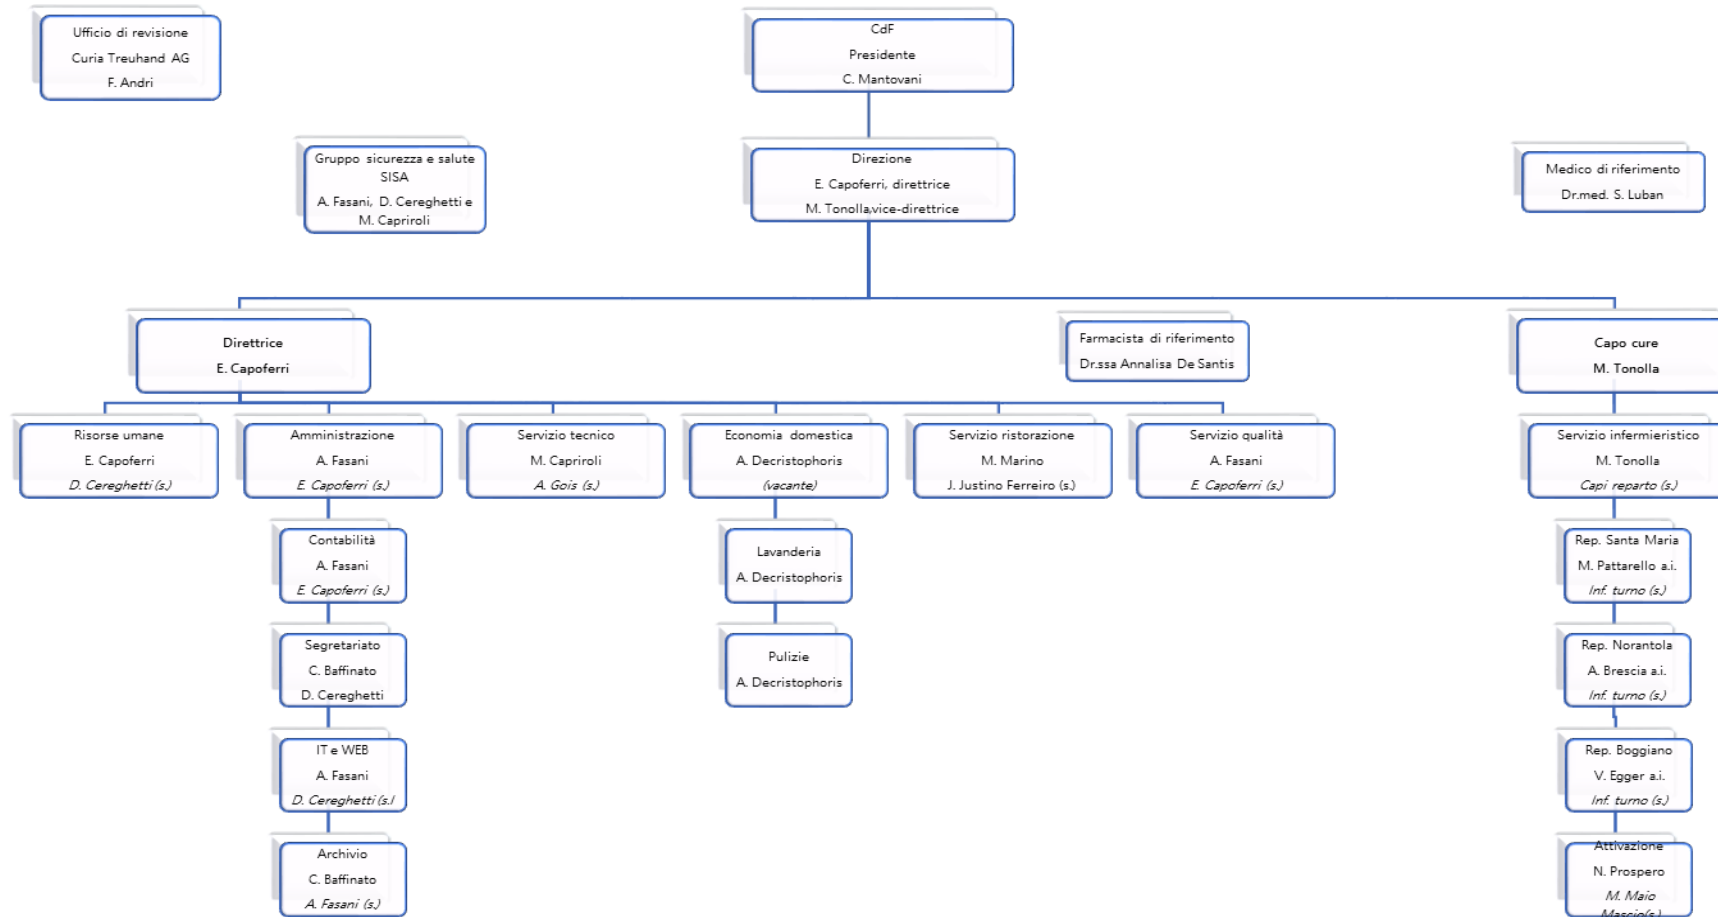 Ufficio di revisione
Curia Treuhand AG
F. Andri
CdF
Presidente
C. Mantovani
Gruppo sicurezza e salute
SISA
A. Fasani, D. Cereghetti e
M. Capriroli
Direzione
E. Capoferri, direttrice
M. Tonolla,vice-direttrice
Medico di riferimento
Dr.med. S. Luban
Direttrice
E. Capoferri
Farmacista di riferimento
Dr.ssa Annalisa De Santis
Capo cure
M. Tonolla
Risorse umane
E. Capoferri
D. Cereghetti (s.)
Amministrazione
A. Fasani
E. Capoferri (s.)
Servizio tecnico
M. Capriroli
A. Gois (s.)
Economia domestica
A. Decristophoris
(vacante)
Servizio ristorazione
M. Marino
J. Justino Ferreiro (s.)
Servizio qualità
A. Fasani
E. Capoferri (s.)
Servizio infermieristico
M. Tonolla
Capi reparto (s.)
Contabilità
A. Fasani
E. Capoferri (s.)
Lavanderia
A. Decristophoris
Rep. Santa Maria
M. Pattarello a.i.
Inf. turno (s.)
Segretariato
C. Baffinato
D. Cereghetti
Pulizie
A. Decristophoris
Rep. Norantola
A. Brescia a.i.
Inf. turno (s.)
IT e WEB
A. Fasani
D. Cereghetti (s.)
Rep. Boggiano
V. Egger a.i.
Inf. turno (s.)
Archivio
C. Baffinato
A. Fasani (s.)
Attivazione
N. Prospero
M. Maio
Mascio(s.)